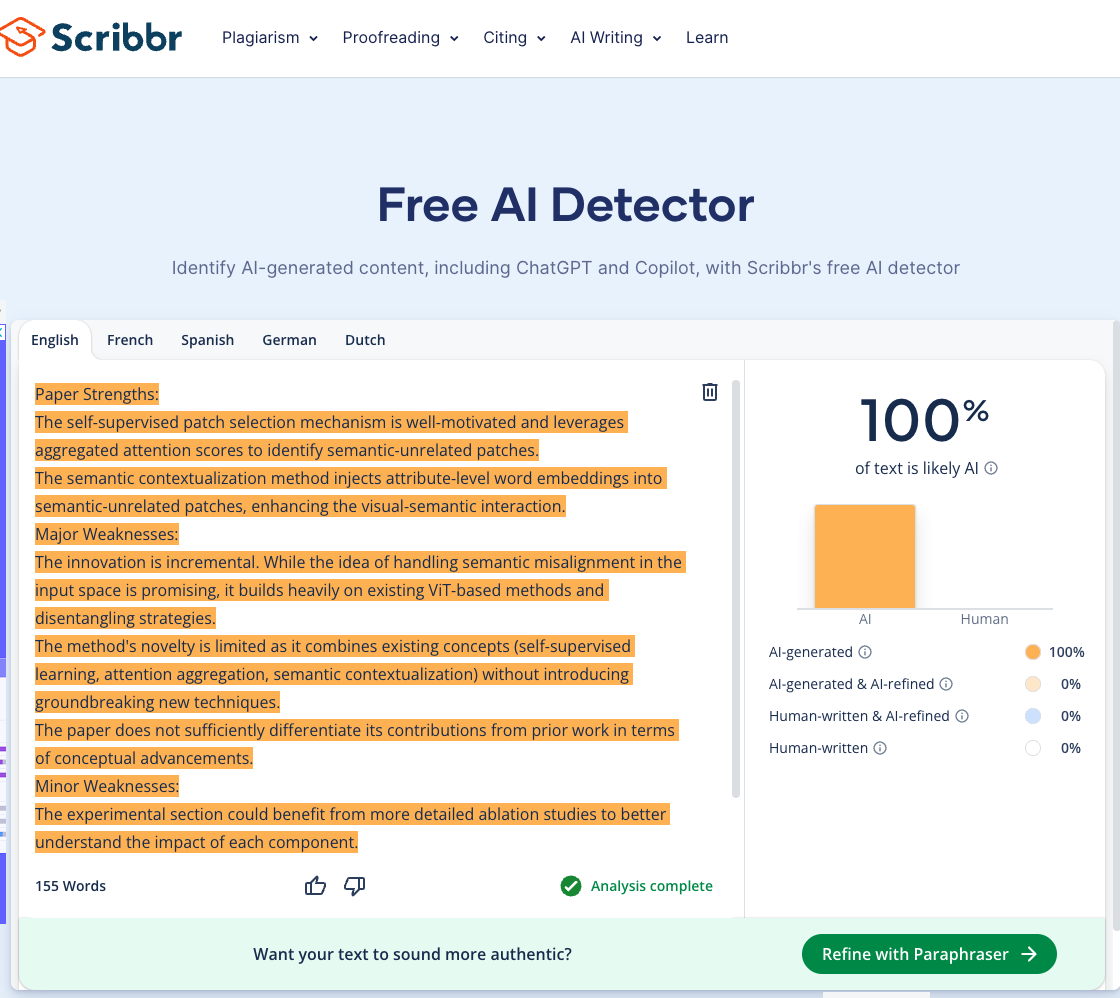 Scribbr Plagiarism Proofreading Citing AI Writing Learn
Free AI Detector
Identify AI-generated content, including ChatGPT and Copilot, with Scribbr's free AI detector
English French Spanish German Dutch
Paper Strengths:
The self-supervised patch selection mechanism is well-motivated and leverages
aggregated attention scores to identify semantic-unrelated patches.
The semantic contextualization method injects attribute-level word embeddings into
semantic-unrelated patches, enhancing the visual-semantic interaction.
Major Weaknesses:
The innovation is incremental. While the idea of handling semantic misalignment in the
input space is promising, it builds heavily on existing ViT-based methods and
disentangling strategies.
The method's novelty is limited as it combines existing concepts (self-supervised
learning, attention aggregation, semantic contextualization) without introducing
groundbreaking new techniques.
The paper does not sufficiently differentiate its contributions from prior work in terms
of conceptual advancements.
Minor Weaknesses:
The experimental section could benefit from more detailed ablation studies to better
understand the impact of each component.
155 Words
Analysis complete
100%
of text is likely AI
AI Human
AI-generated 100%
AI-generated & AI-refined 0%
Human-written & AI-refined 0%
Human-written 0%
Want your text to sound more authentic?
Refine with Paraphraser